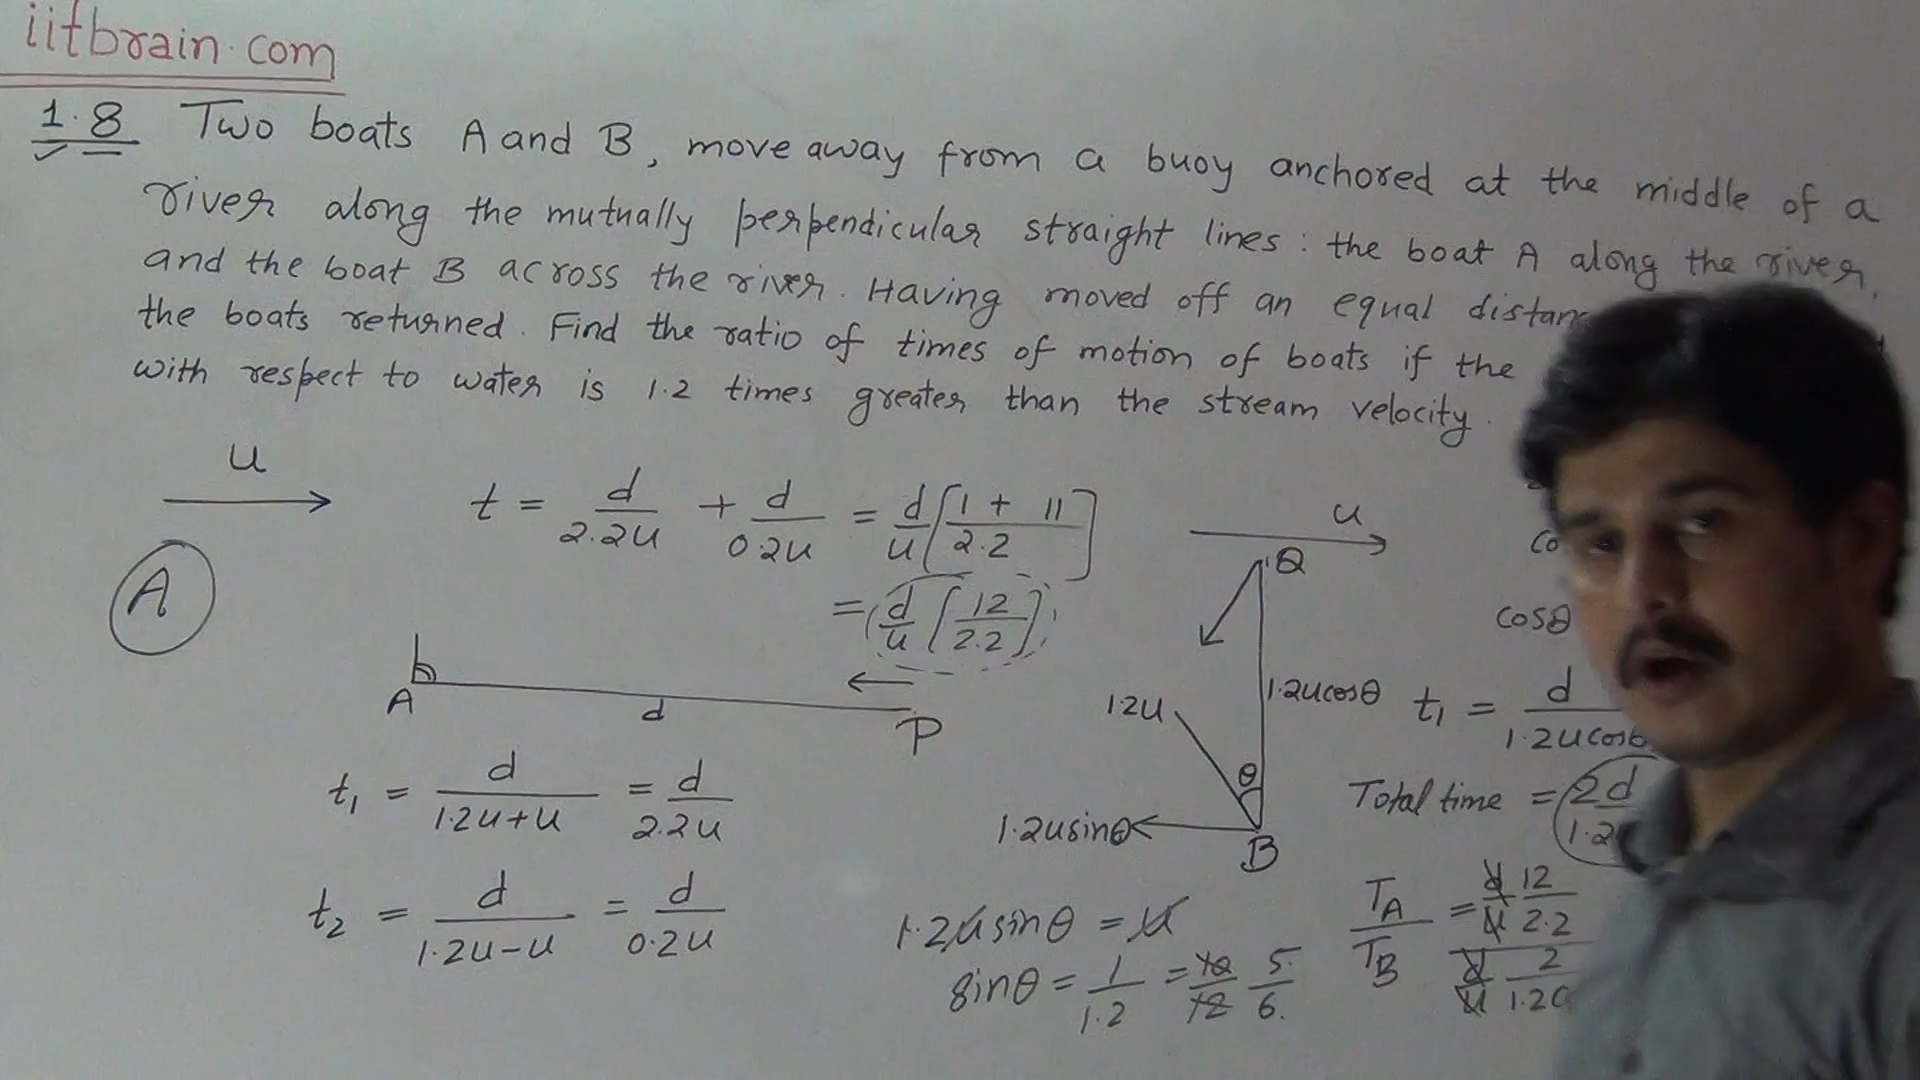 iitbrain.com
1.8 Two boats A and B, move away from a buoy anchored at the middle of a
river along the mutually perpendicular straight lines: the boat A along the river,
and the boat B across the river. Having moved off an equal
the boats returned. Find the ratio of times of motion of boats if the
with respect to water is 1.2 times greater than the stream velocity.
u
t = d/2.2u + d/0.2u = d/u [1 + 11/2.2]
= d/u [12/2.2]
A
A d P
t₁ = d/(1.2u+u) = d/2.2u
t₂ = d/(1.2u-u) = d/0.2u
u
Q
1.2u
1.2ucosθ
θ
1.2usinθ
B
1.2usinθ = u
sinθ = 1/1.2 = 10/12 5/6.
cosθ
t₁ = d/1.2ucosθ
Total time = 2d
T_A/T_B = d/u 12/2.2
d/u 2